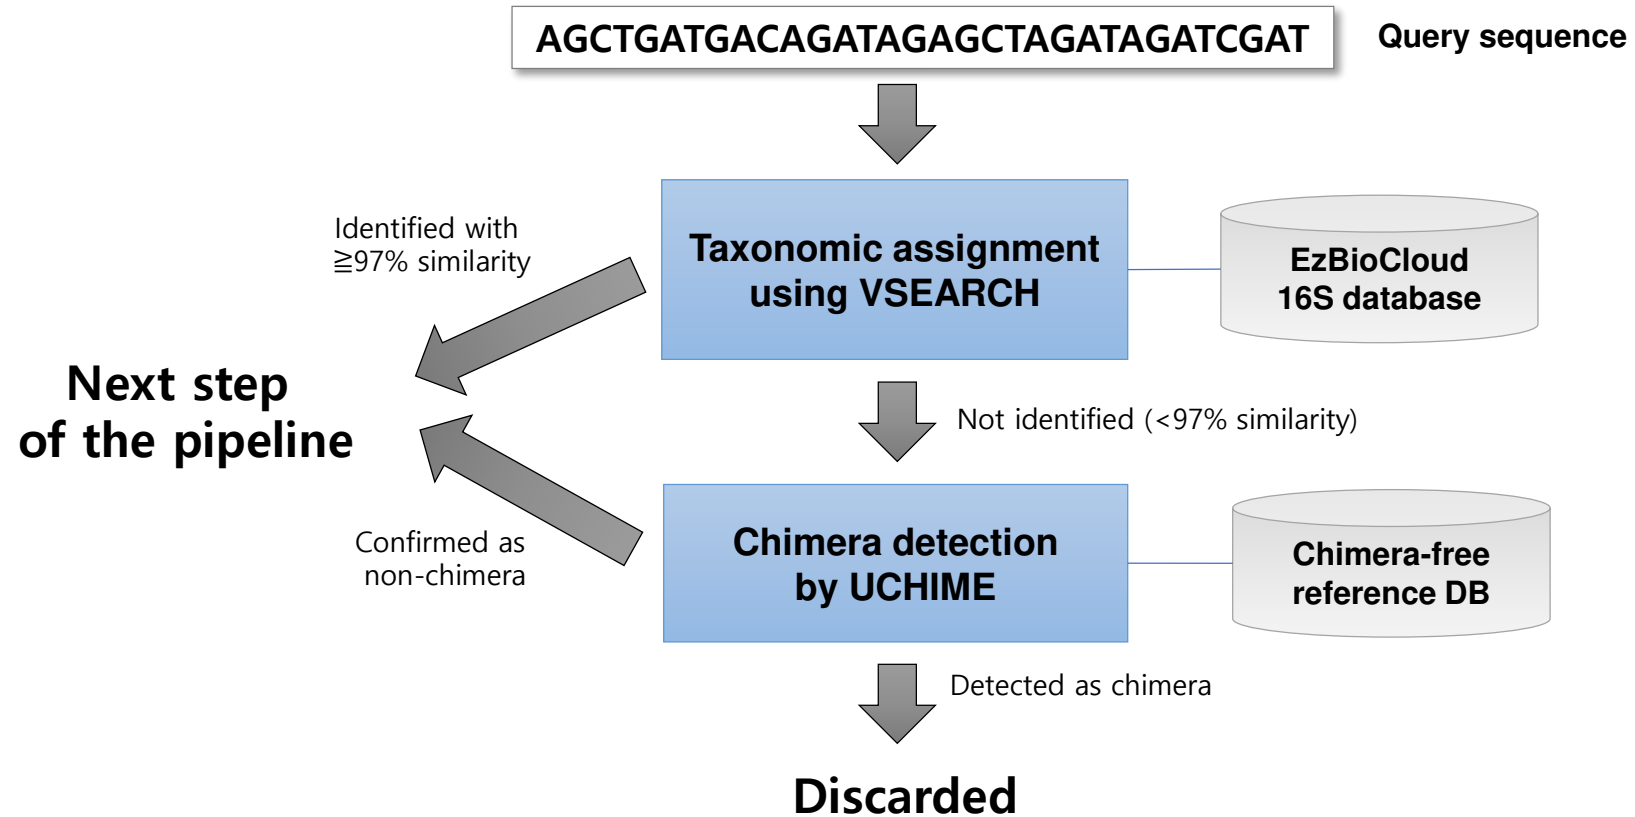 AGCTGATGACAGATAGAGCTAGATAGATCGAT
Query sequence
Identified with
≧97% similarity
Taxonomic assignment
using VSEARCH
EzBioCloud
16S database
Next step
of the pipeline
Not identified (<97% similarity)
Confirmed as
non-chimera
Chimera detection
by UCHIME
Chimera-free
reference DB
Detected as chimera
Discarded